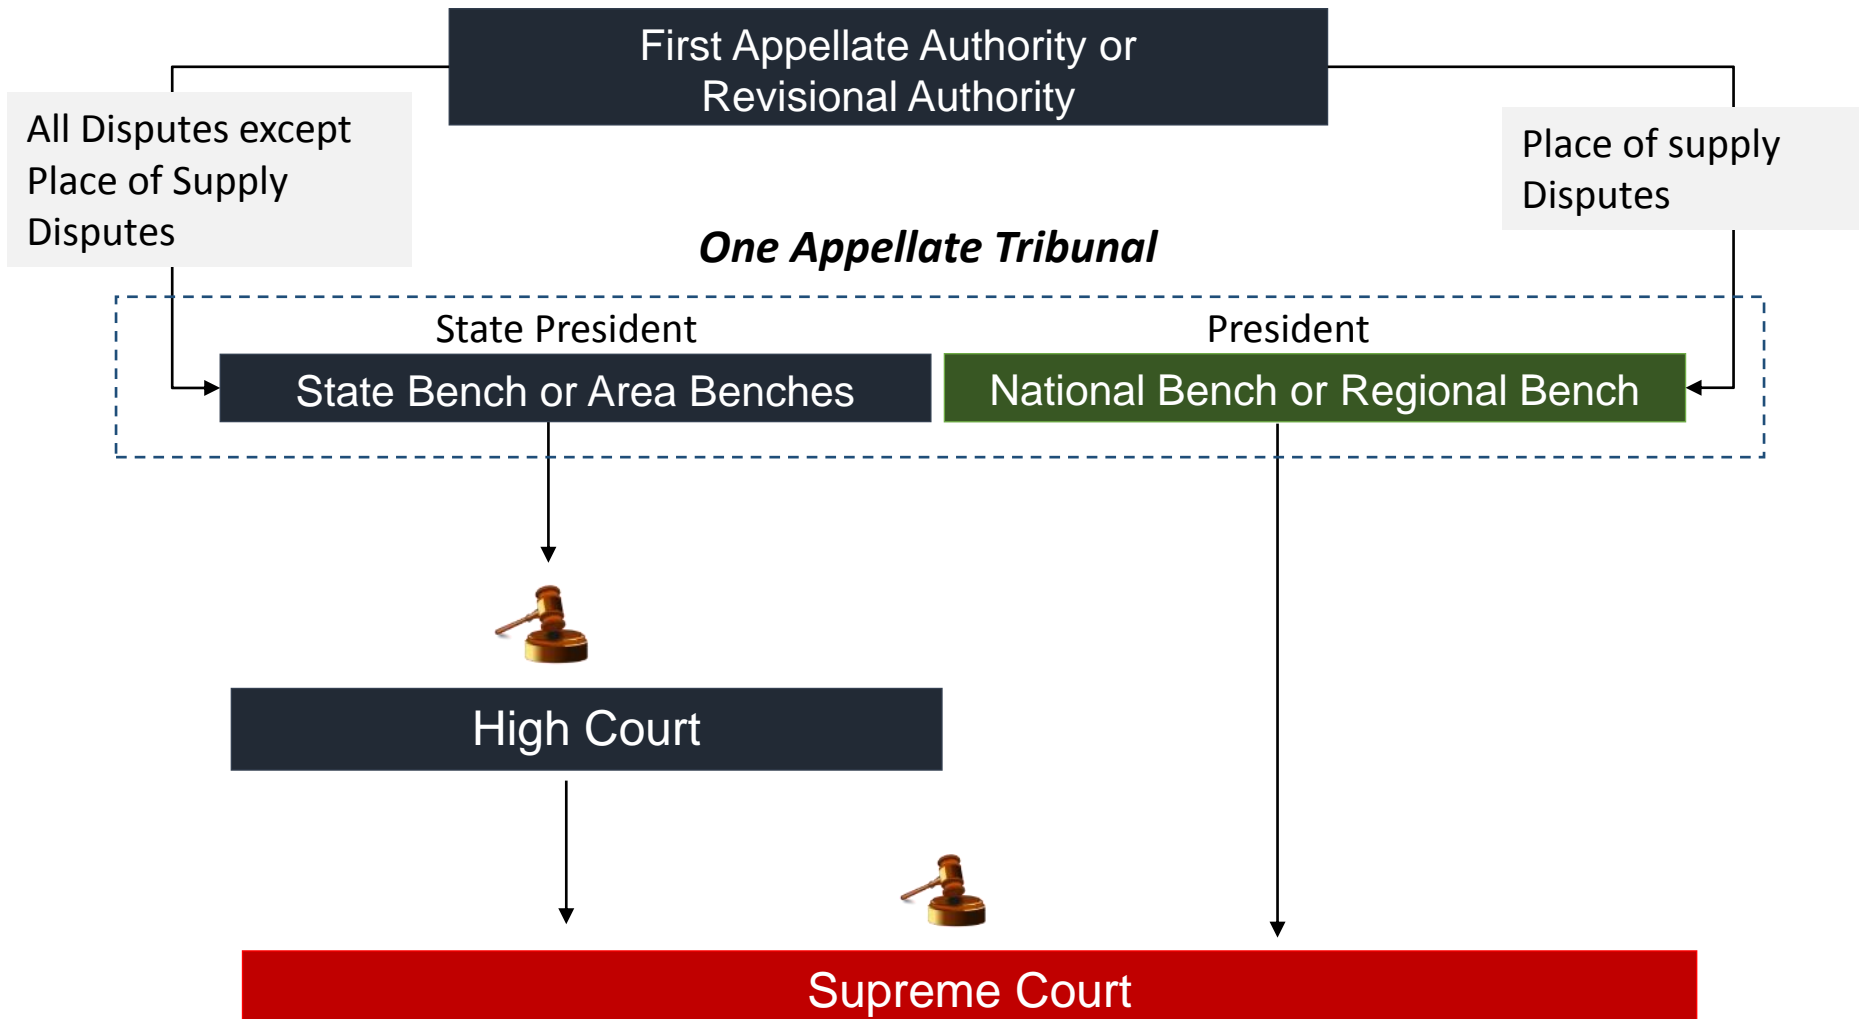 First Appellate Authority or
Revisional Authority
All Disputes except
Place of Supply
Disputes
Place of supply
Disputes
One Appellate Tribunal
State President
President
State Bench or Area Benches
National Bench or Regional Bench
High Court
Supreme Court